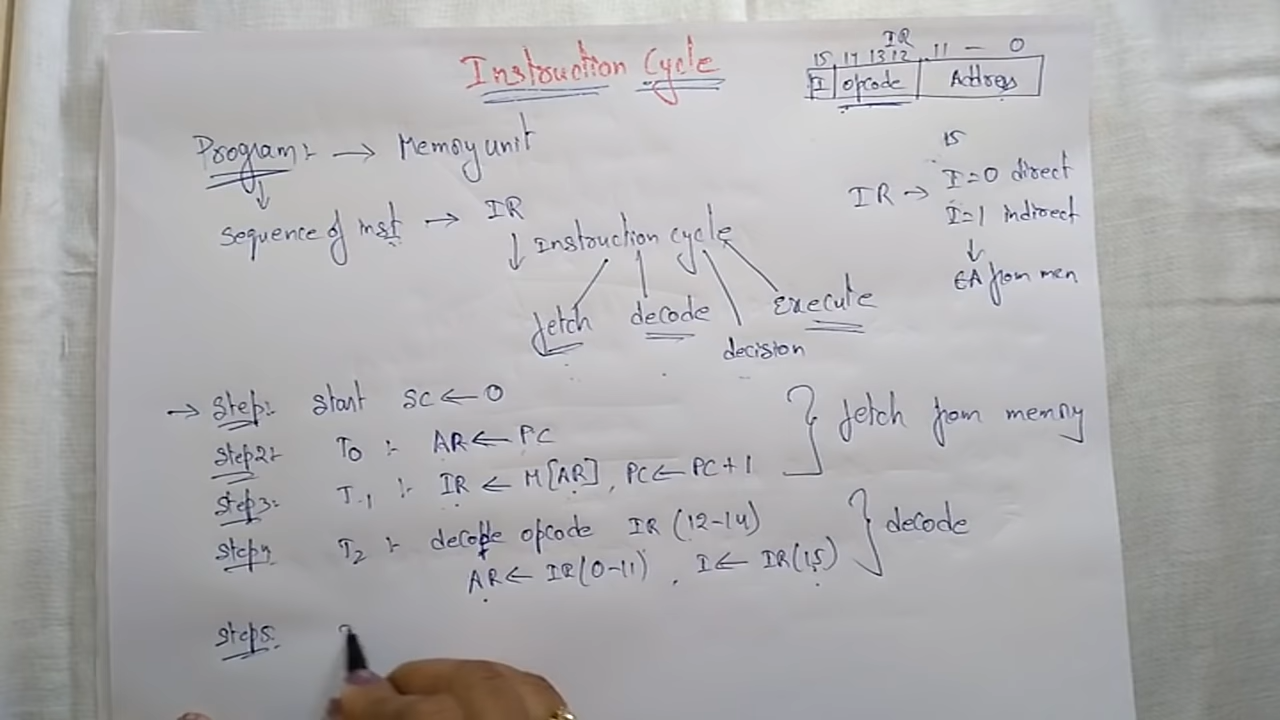 Instruction Cycle
IR
15 14 13 12 11 — 0
I opcode Address
Program:- → Memoy unit
↓
Sequence of inst → IR
↓ Instruction cycle
fetch decode decision Execute
15
IR → I=0 direct
I=1 indirect
↓
EA from mem
→ Step1:- start SC ← 0
Step2:- T0 :- AR ← PC
Step3:- T1 :- IR ← M[AR], PC ← PC+1
} fetch from memory
Step4 T2 :- decode opcode IR (12-14)
AR ← IR(0-11), I ← IR(15)
} decode
Step5: